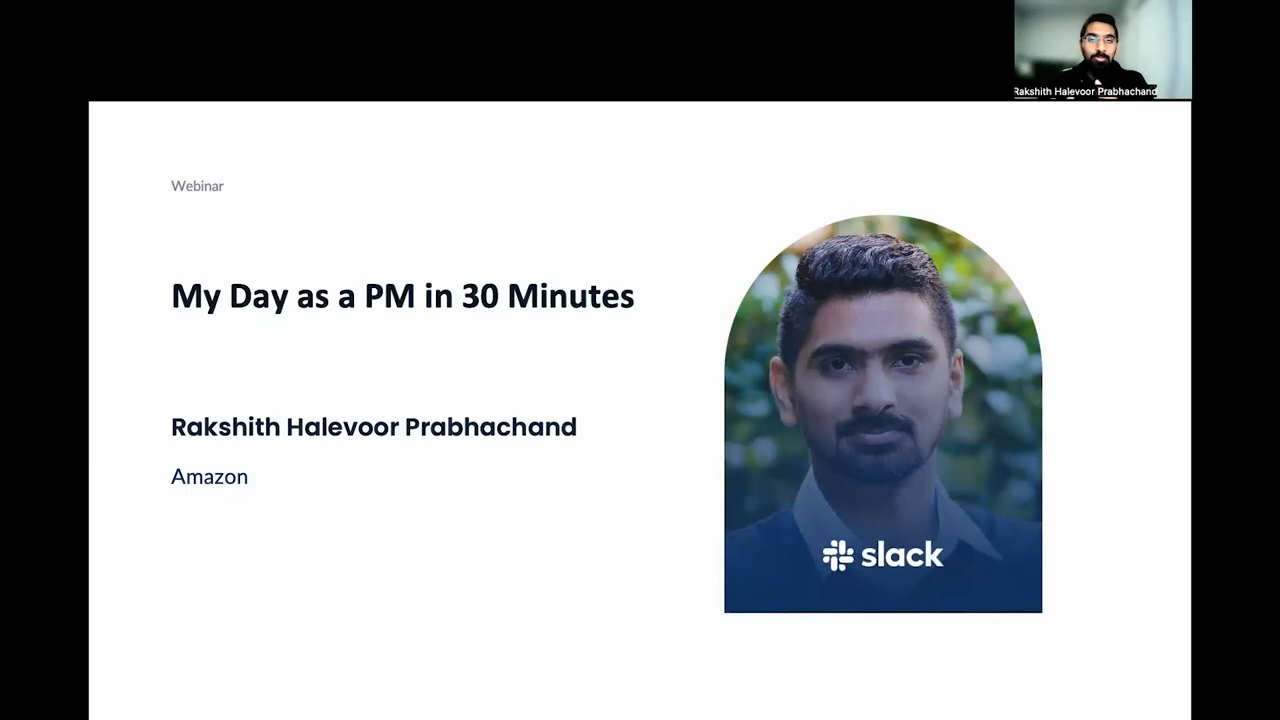 Rakshith Halevoor Prabhachand
Webinar
My Day as a PM in 30 Minutes
Rakshith Halevoor Prabhachand
Amazon
slack